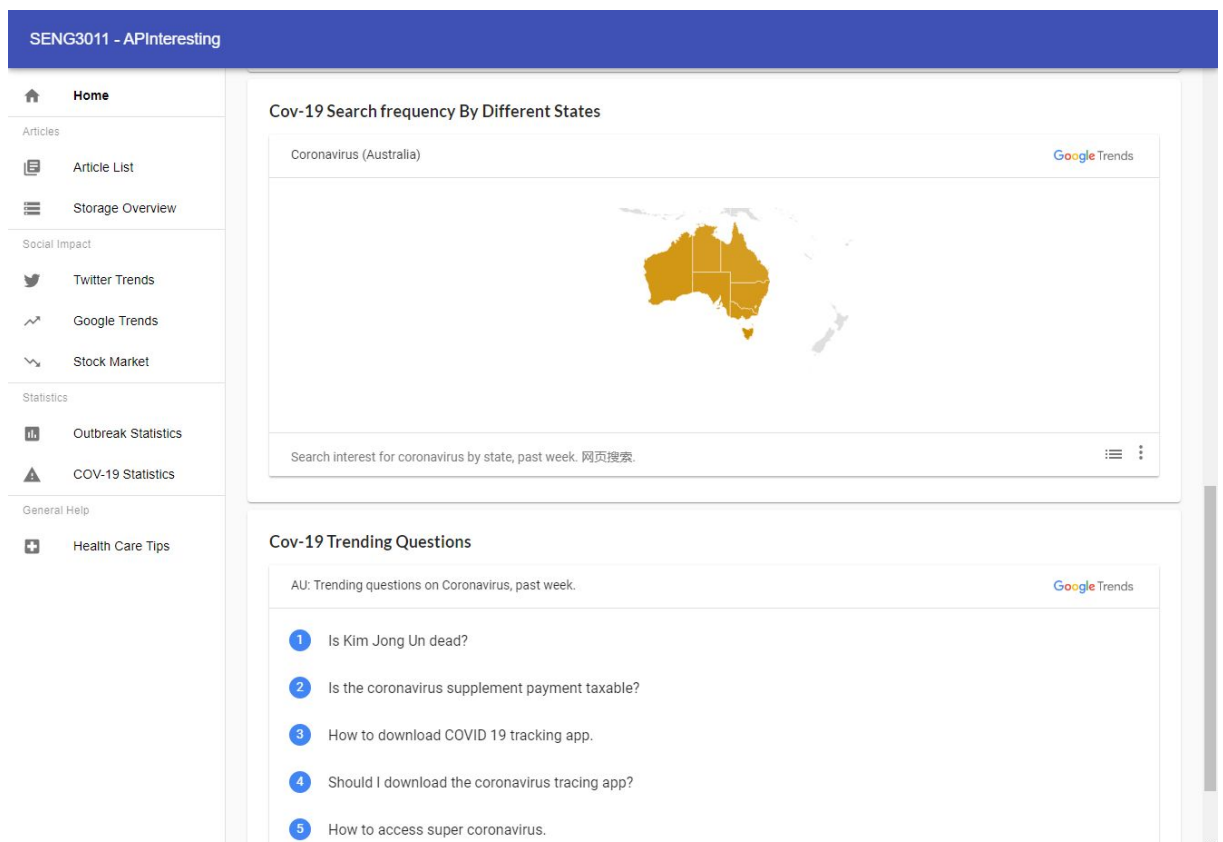 SENG3011 - APInteresting
Home
Articles
Article List
Storage Overview
Social Impact
Twitter Trends
Google Trends
Stock Market
Statistics
Outbreak Statistics
COV-19 Statistics
General Help
Health Care Tips
Cov-19 Search frequency By Different States
Coronavirus (Australia)
Google Trends
Search interest for coronavirus by state, past week. 网页搜索.
Cov-19 Trending Questions
AU: Trending questions on Coronavirus, past week.
Google Trends
1 Is Kim Jong Un dead?
2 Is the coronavirus supplement payment taxable?
3 How to download COVID 19 tracking app.
4 Should I download the coronavirus tracing app?
5 How to access super coronavirus.